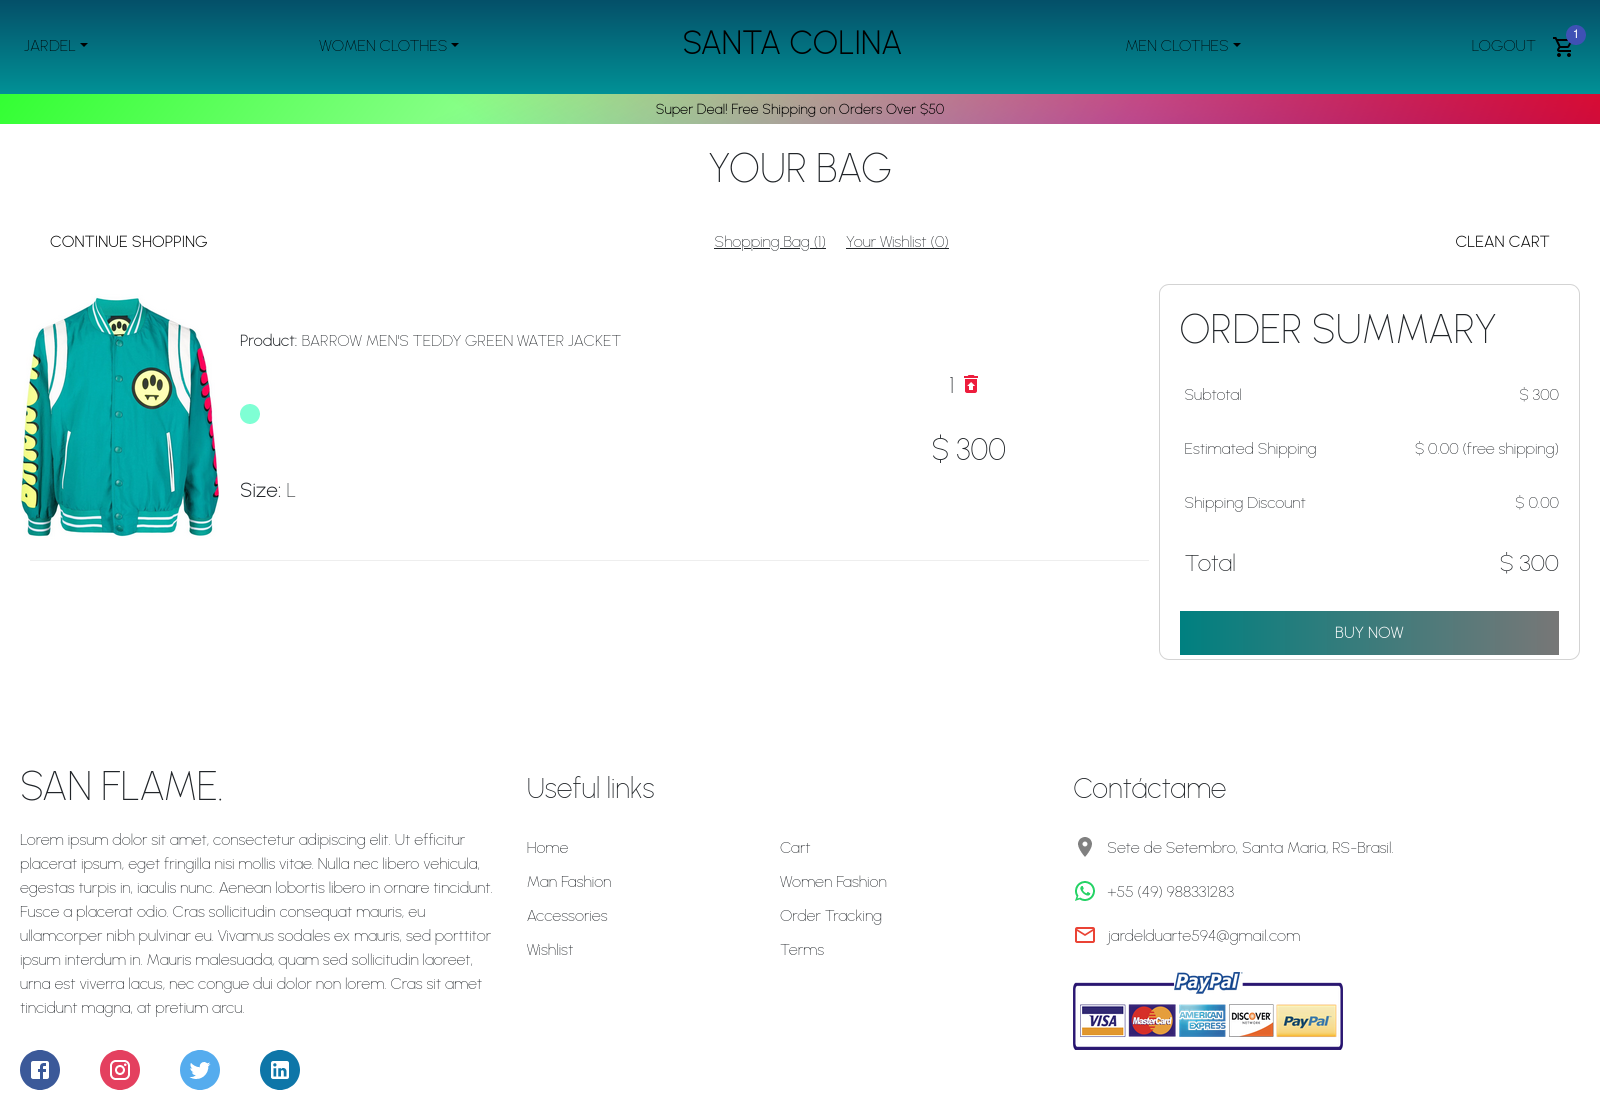 JARDEL
WOMEN CLOTHES
SANTA COLINA
MEN CLOTHES
LOGOUT
1
Super Deal! Free Shipping on Orders Over $50
YOUR BAG
CONTINUE SHOPPING
Shopping Bag (1)
Your Wishlist (0)
CLEAN CART
Product: BARROW MEN'S TEDDY GREEN WATER JACKET
1
$ 300
Size: L
ORDER SUMMARY
Subtotal
$ 300
Estimated Shipping
$ 0.00 (free shipping)
Shipping Discount
$ 0.00
Total
$ 300
BUY NOW
SAN FLAME.
Lorem ipsum dolor sit amet, consectetur adipiscing elit. Ut efficitur
placerat ipsum, eget fringilla nisi mollis vitae. Nulla nec libero vehicula,
egestas turpis in, iaculis nunc. Aenean lobortis libero in ornare tincidunt.
Fusce a placerat odio. Cras sollicitudin consequat mauris, eu
ullamcorper nibh pulvinar eu. Vivamus sodales ex mauris, sed porttitor
ipsum interdum in. Mauris malesuada, quam sed sollicitudin laoreet,
urna est viverra lacus, nec congue dui dolor non lorem. Cras sit amet
tincidunt magna, at pretium arcu.
Useful links
Home
Cart
Man Fashion
Women Fashion
Accessories
Order Tracking
Wishlist
Terms
Contáctame
Sete de Setembro, Santa Maria, RS-Brasil.
+55 (49) 988331283
jardelduarte594@gmail.com
PayPal
VISA
MasterCard
AMERICAN
EXPRESS
DISCOVER
NETWORK
PayPal